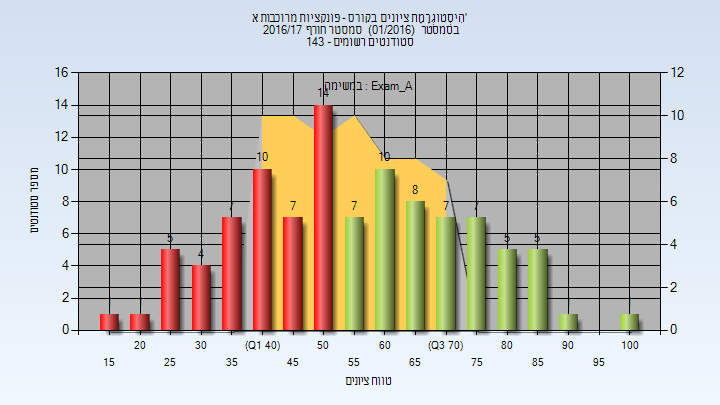 היסטוגרמת ציונים בקורס - פונקציות מרוכבות א'
בסמסטר (01/2016) סמסטר חורף 2016/17
סטודנטים רשומים - 143
במשימה : Exam_A
16 14 12 10 8 6 4 2 0
מספר סטודנטים
12 10 8 6 4 2 0
5 4 7 10 7 14 7 10 8 7 7 5 5
20 30 (Q1 40) 50 60 (Q3 70) 80 90 100
15 25 35 45 55 65 75 85 95
טווח ציונים